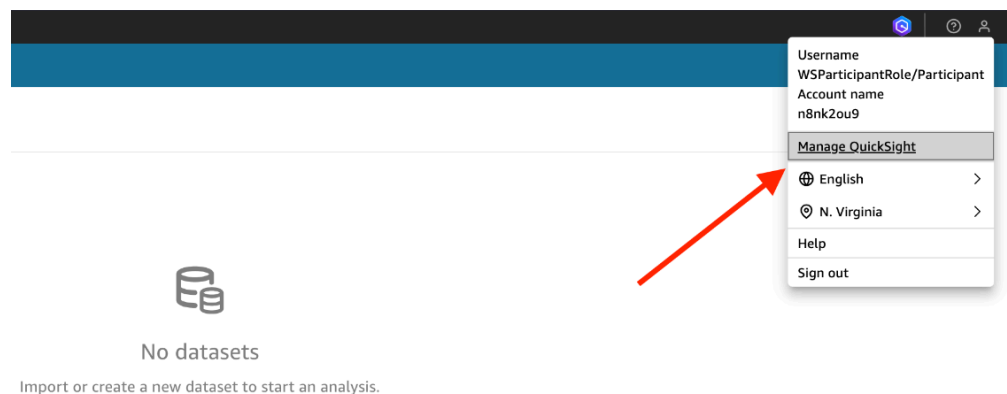 Username
WSParticipantRole/Participant
Account name
n8nk2ou9
Manage QuickSight
English
N. Virginia
Help
Sign out
No datasets
Import or create a new dataset to start an analysis.